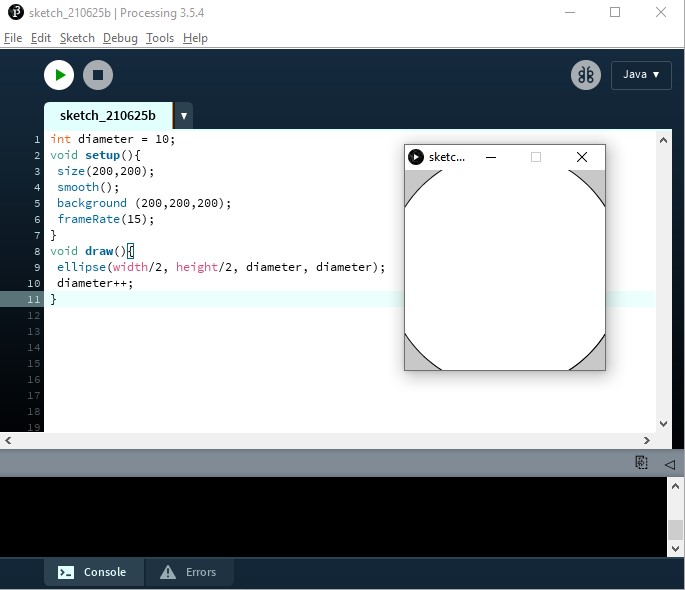 sketch_210625b | Processing 3.5.4
File Edit Sketch Debug Tools Help
Java ▾
sketch_210625b ▾
1 int diameter = 10;
2 void setup(){
3  size(200,200);
4  smooth();
5  background (200,200,200);
6  frameRate(15);
7 }
8 void draw(){
9  ellipse(width/2, height/2, diameter, diameter);
10  diameter++;
11 }
12
13
14
15
16
17
18
19
sketc...
Console Errors